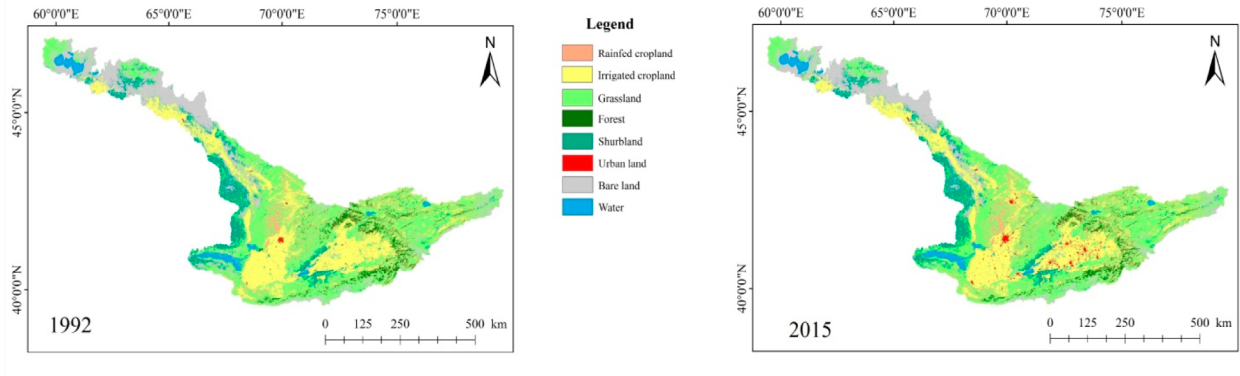 60°0'0"E 65°0'0"E 70°0'0"E 75°0'0"E
N
45°0'0"N
40°0'0"N
1992
0 125 250 500 km
Legend
Rainfed cropland
Irrigated cropland
Grassland
Forest
Shurbland
Urban land
Bare land
Water
60°0'0"E 65°0'0"E 70°0'0"E 75°0'0"E
N
45°0'0"N
40°0'0"N
2015
0 125 250 500 km